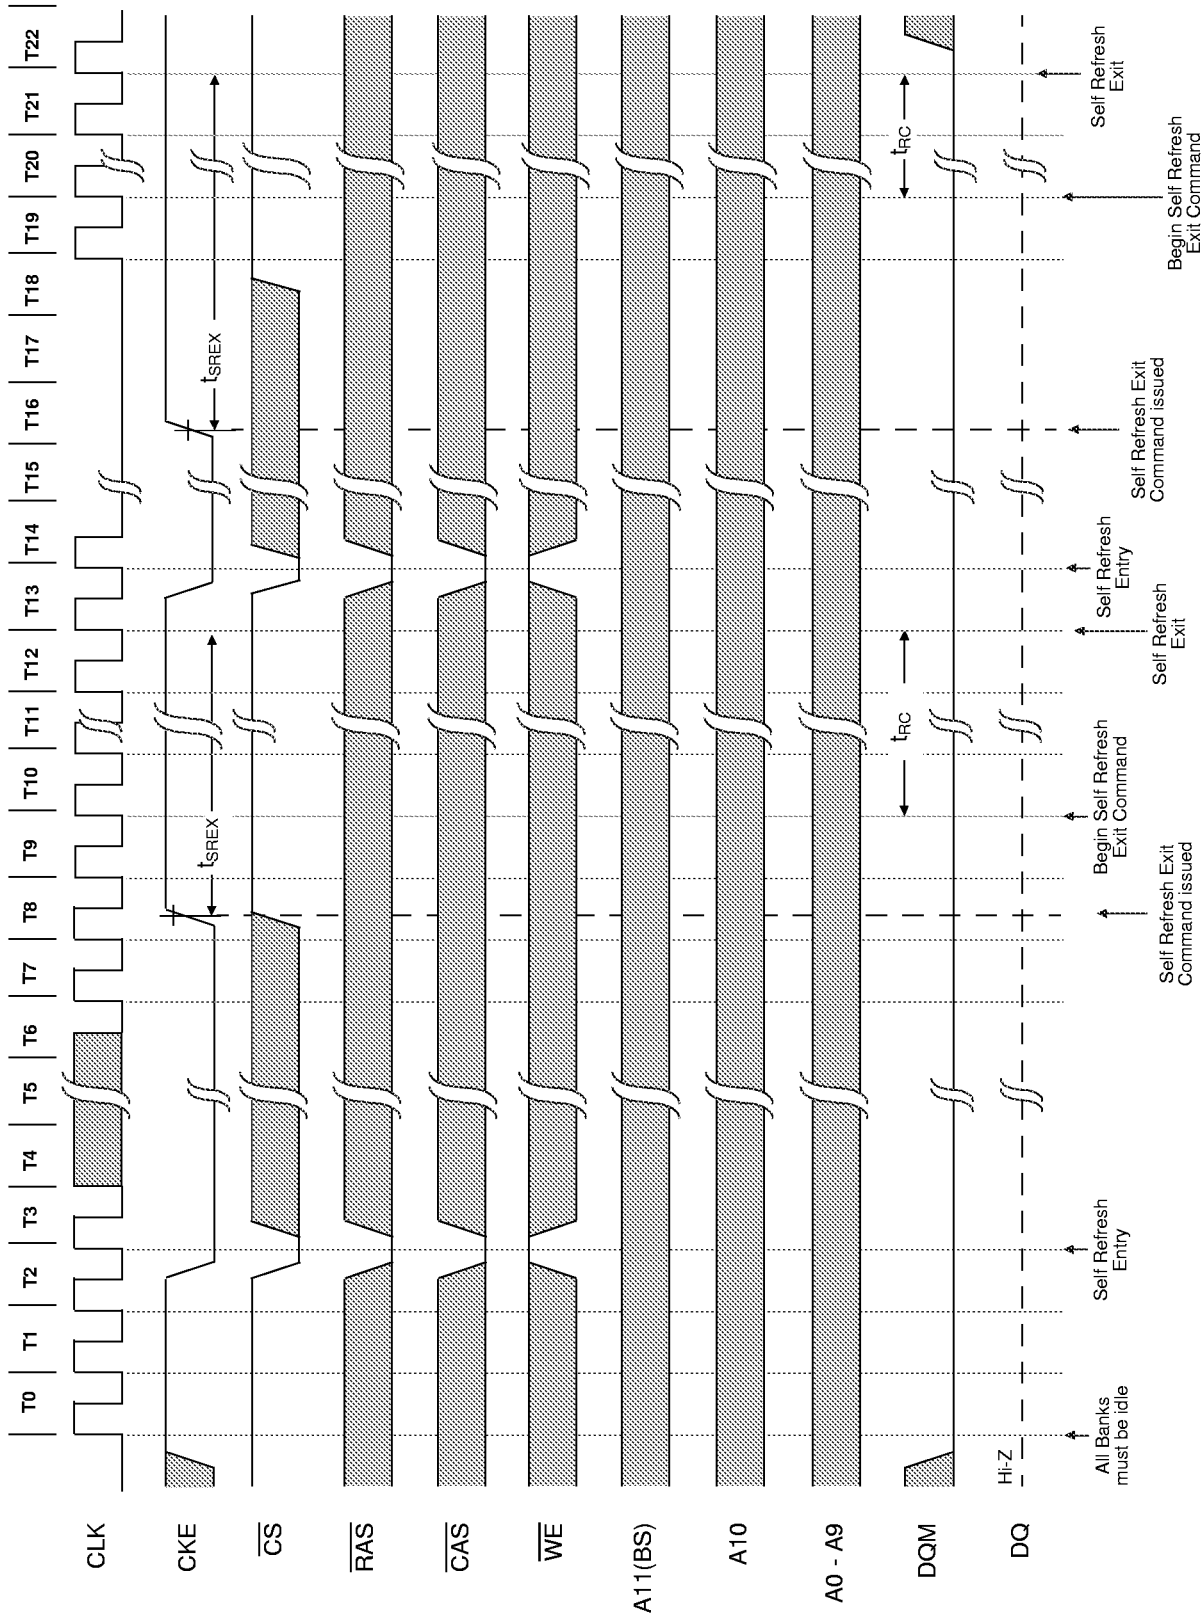 T0 T1 T2 T3 T4 T5 T6 T7 T8 T9 T10 T11 T12 T13 T14 T15 T16 T17 T18 T19 T20 T21 T22
CLK
CKE
tSREX
tSREX
CS
RAS
CAS
WE
A11(BS)
A10
A0 - A9
DQM
tRC
tRC
DQ
Hi-Z
All Banks
must be idle
Self Refresh
Entry
Self Refresh Exit
Command issued
Begin Self Refresh
Exit Command
Self Refresh
Exit
Self Refresh
Entry
Self Refresh Exit
Command issued
Begin Self Refresh
Exit Command
Self Refresh
Exit